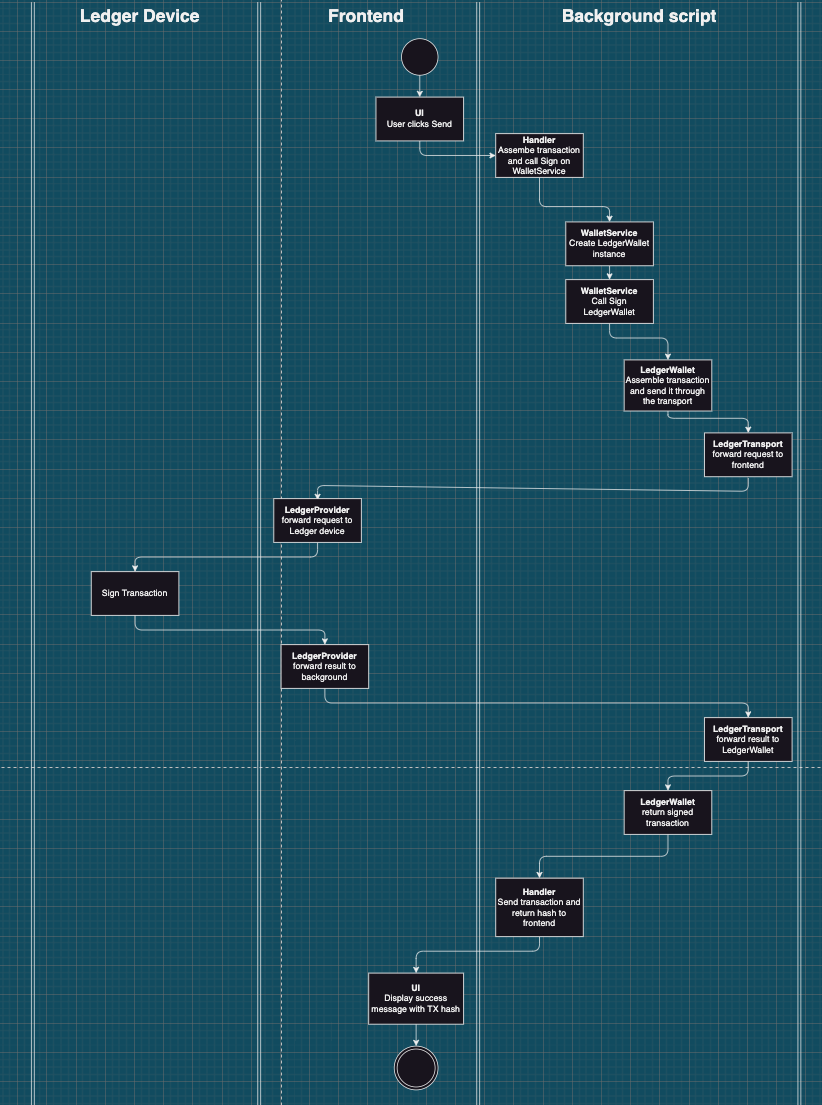 Ledger Device
Frontend
Background script
UI
User clicks Send
Handler
Assembe transaction
and call Sign on
WalletService
WalletService
Create LedgerWallet
instance
WalletService
Call Sign
LedgerWallet
LedgerWallet
Assemble transaction
and send it through
the transport
LedgerTransport
forward request to
frontend
LedgerProvider
forward request to
Ledger device
Sign Transaction
LedgerProvider
forward result to
background
LedgerTransport
forward result to
LedgerWallet
LedgerWallet
return signed
transaction
Handler
Send transaction and
return hash to
frontend
UI
Display success
message with TX hash